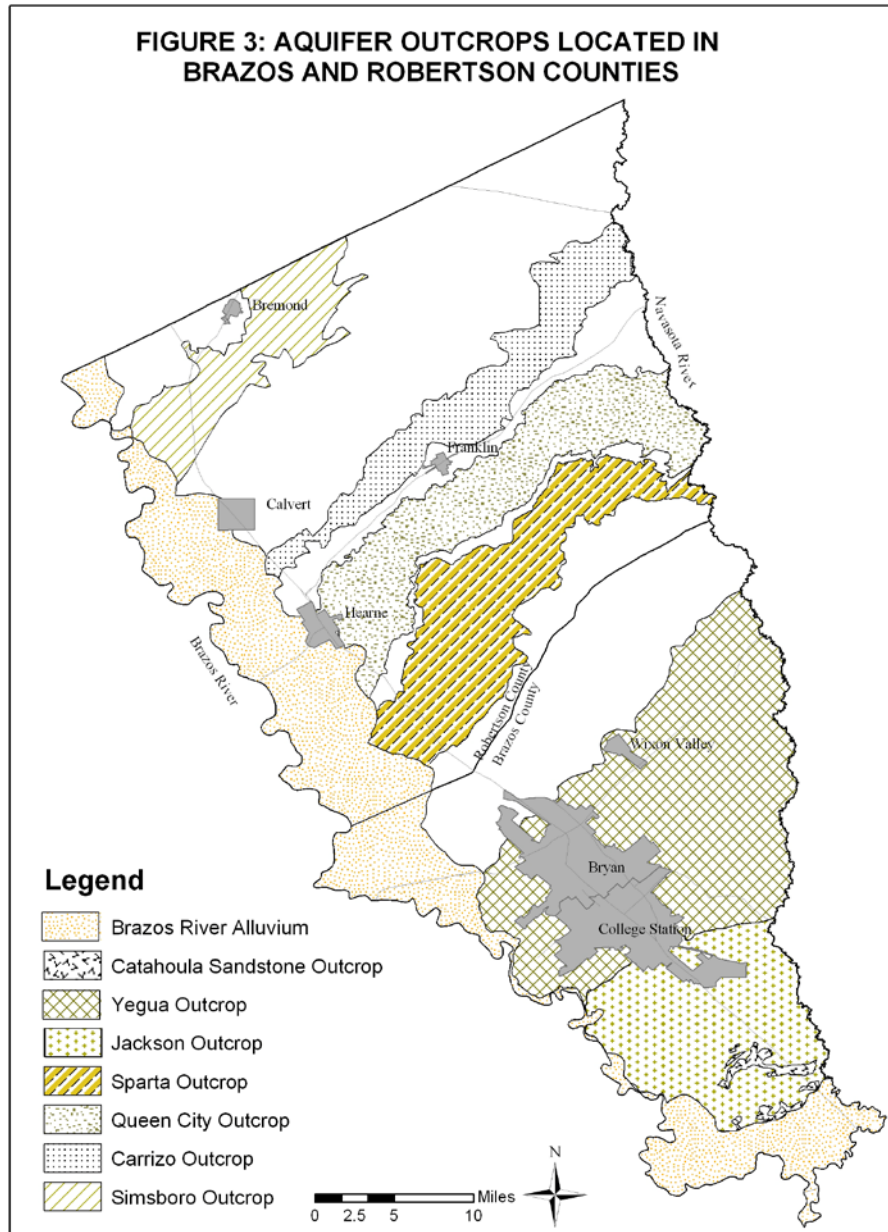 FIGURE 3: AQUIFER OUTCROPS LOCATED IN
BRAZOS AND ROBERTSON COUNTIES
Bremond
Navasota River
Franklin
Calvert
Hearne
Brazos River
Robertson County
Brazos County
Wixon Valley
Bryan
College Station
Legend
Brazos River Alluvium
Catahoula Sandstone Outcrop
Yegua Outcrop
Jackson Outcrop
Sparta Outcrop
Queen City Outcrop
Carrizo Outcrop
Simsboro Outcrop
N
Miles
0 2.5 5 10